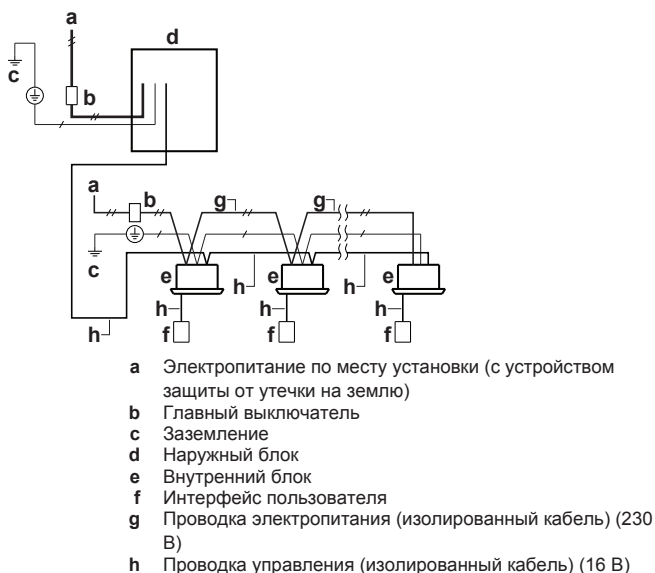 a
d
c
b
a
b
g
g
c
e
h
e
h
e
h
h
h
h
f
f
f
a Электропитание по месту установки (с устройством
защиты от утечки на землю)
b Главный выключатель
c Заземление
d Наружный блок
e Внутренний блок
f Интерфейс пользователя
g Проводка электропитания (изолированный кабель) (230
В)
h Проводка управления (изолированный кабель) (16 В)